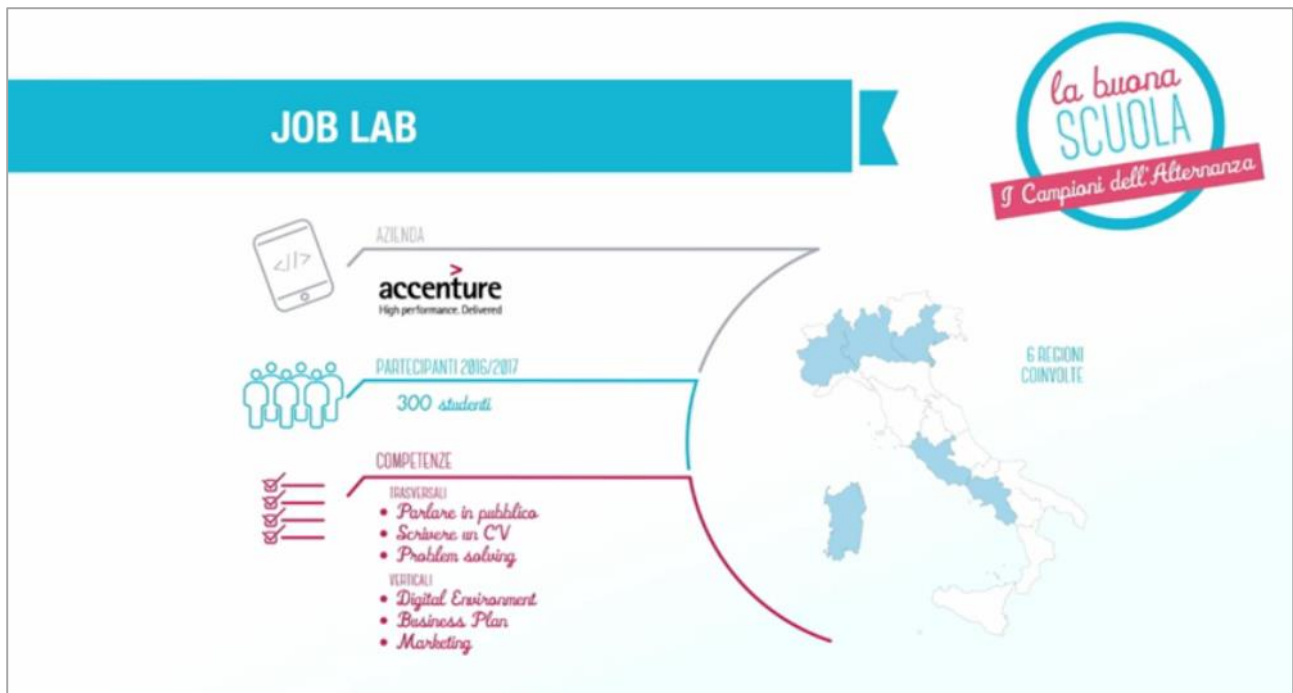 JOB LAB
la buona
SCUOLA
I Campioni dell'Alternanza
AZIENDA
<//>
accenture
High performance. Delivered
PARTECIPANTI 2016/2017
300 studenti
6 REGIONI
COINVOLTE
COMPETENZE
TRASVERSALI
• Parlare in pubblico
• Scrivere un CV
• Problem solving
VERTICALI
• Digital Environment
• Business Plan
• Marketing